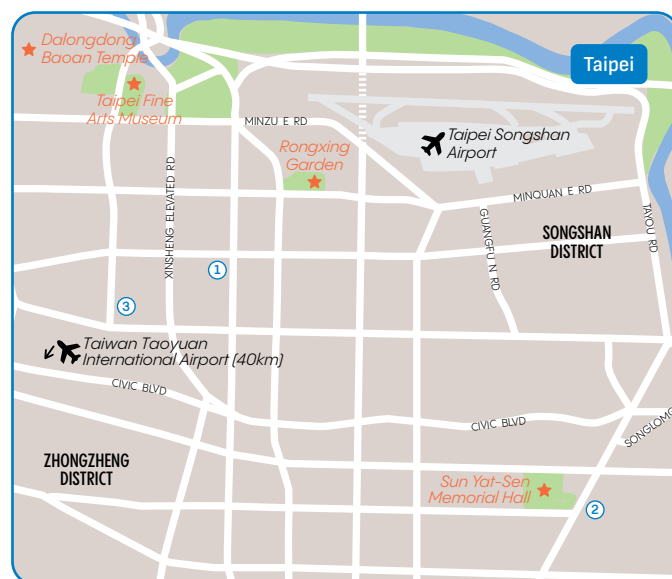 Dalongdong
Baoan Temple
Taipei
Taipei Fine
Arts Museum
MINZU E RD
Taipei Songshan
Airport
Rongxing
Garden
MINQUAN E RD
XINSHENG ELEVATED RD
GUANGFU N RD
TAYOU RD
SONGSHAN
DISTRICT
1
3
Taiwan Taoyuan
International Airport (40km)
CIVIC BLVD
CIVIC BLVD
ZHONGZHENG
DISTRICT
Sun Yat-Sen
Memorial Hall
2